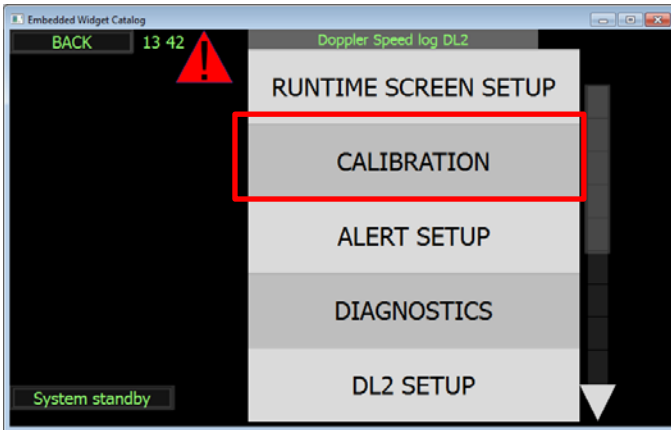 Embedded Widget Catalog
BACK 13 42 Doppler Speed log DL2
RUNTIME SCREEN SETUP
CALIBRATION
ALERT SETUP
DIAGNOSTICS
DL2 SETUP
System standby